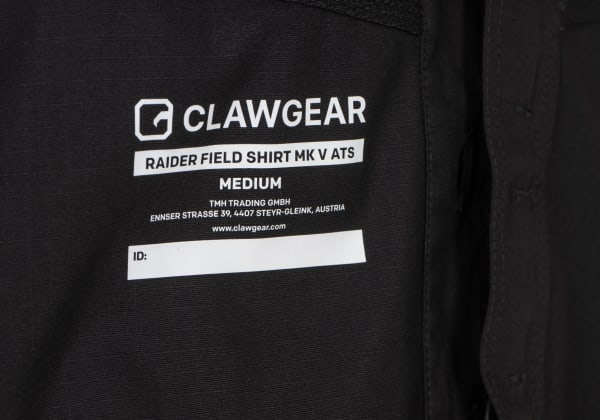 CLAWGEAR
RAIDER FIELD SHIRT MK V ATS
MEDIUM
TMH TRADING GMBH
ENNSER STRASSE 39, 4407 STEYR-GLEINK, AUSTRIA
www.clawgear.com
ID: